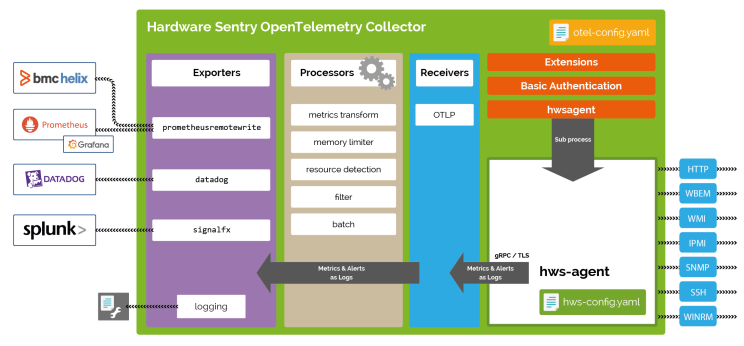 Hardware Sentry OpenTelemetry Collector
otel-config.yaml
Exporters
Processors
Receivers
Extensions
Basic Authentication
hwsagent
bmc helix
Prometheus
Grafana
DATADOG
splunk>
prometheusremotewrite
datadog
signalfx
logging
metrics transform
memory limiter
resource detection
filter
batch
OTLP
Sub process
gRPC / TLS
Metrics & Alerts
as Logs
Metrics & Alerts
as Logs
hws-agent
hws-config.yaml
HTTP
WBEM
WMI
IPMI
SNMP
SSH
WINRM